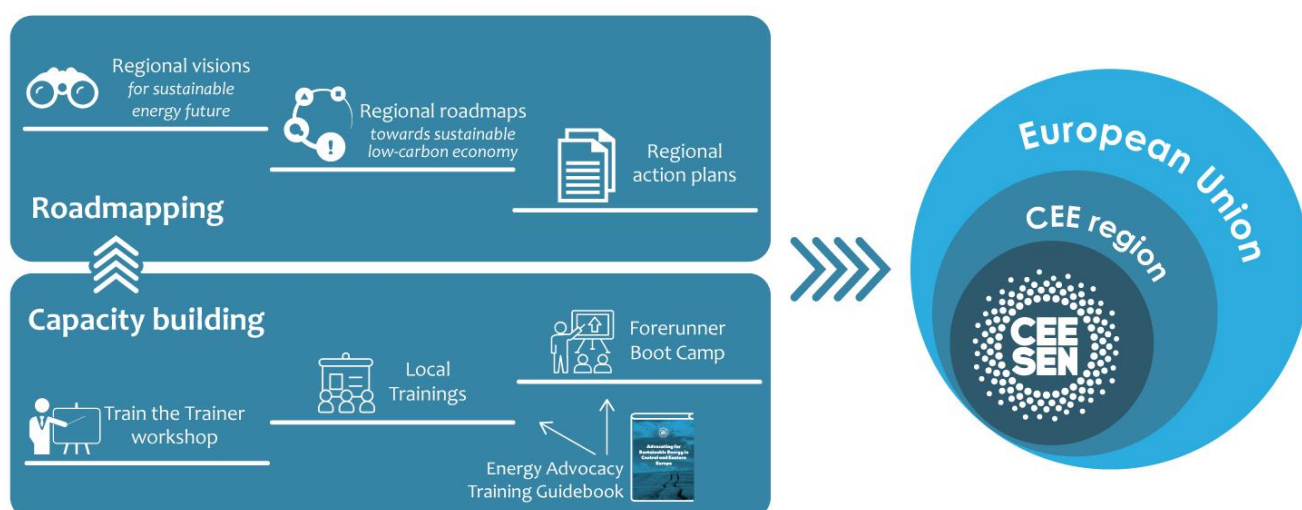 Regional visions
for sustainable
energy future
Regional roadmaps
towards sustainable
low-carbon economy
!
Regional
action plans
Roadmapping
Capacity building
Train the Trainer
workshop
Local
Trainings
Forerunner
Boot Camp
Energy Advocacy
Training Guidebook
Advocating for
Sustainable Energy in
Central and Eastern
Europe
European Union
CEE region
CEE
SEN